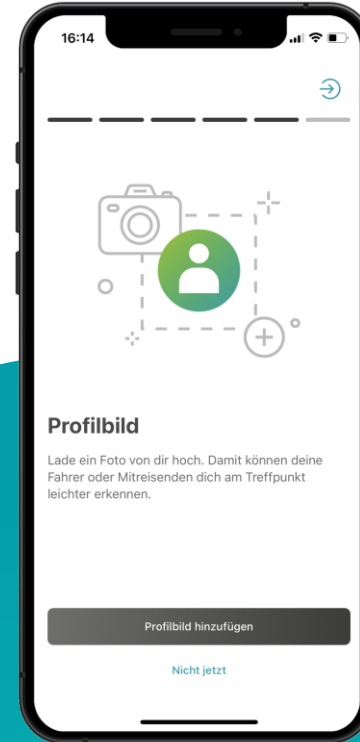 16:14
Profilbild
Lade ein Foto von dir hoch. Damit können deine
Fahrer oder Mitreisenden dich am Treffpunkt
leichter erkennen.
Profilbild hinzufügen
Nicht jetzt